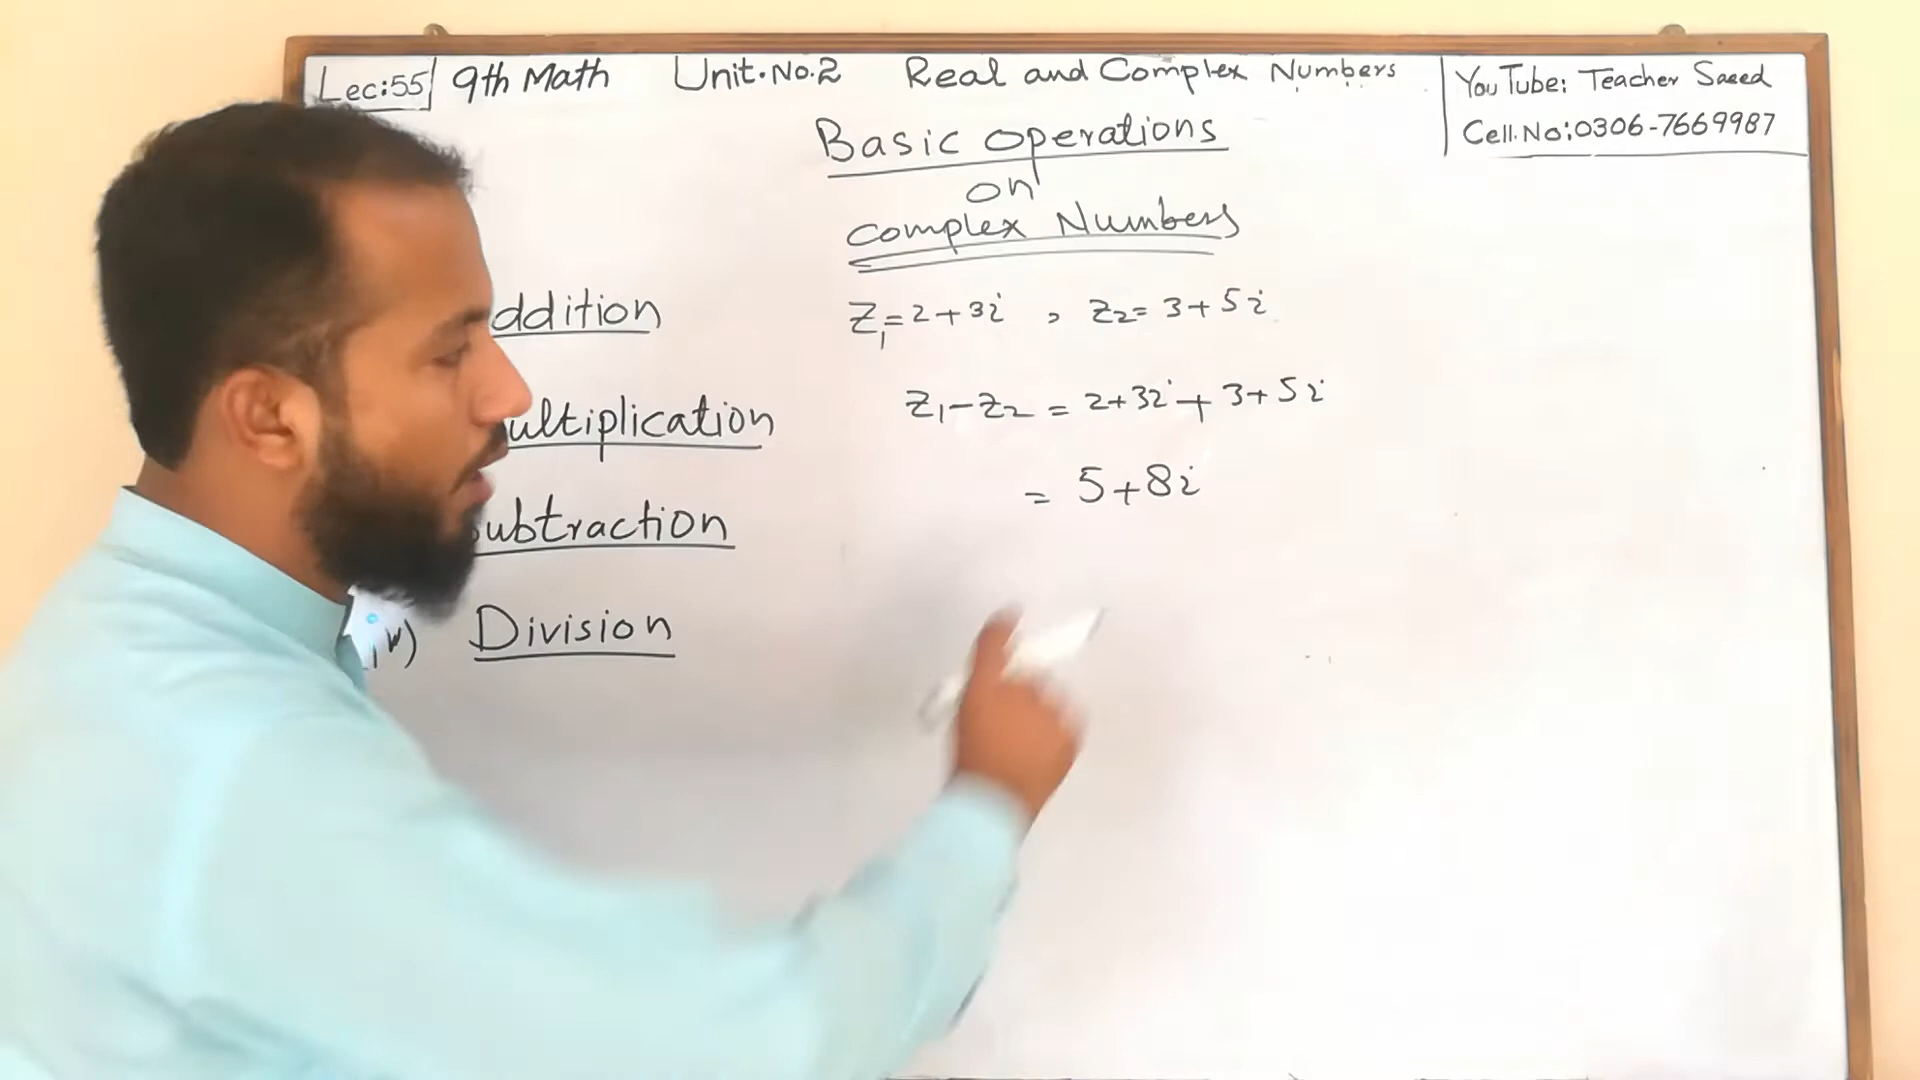 Lec:55 9th Math Unit.No.2 Real and Complex Numbers
YouTube: Teacher Saeed
Cell.No:0306-7669987
Basic operations
on
complex Numbers
ddition
Z₁=2+3i , Z₂=3+5i
ultiplication
Z₁-Z₂ = 2+3i+3+5i
ubtraction
= 5+8i
iv) Division